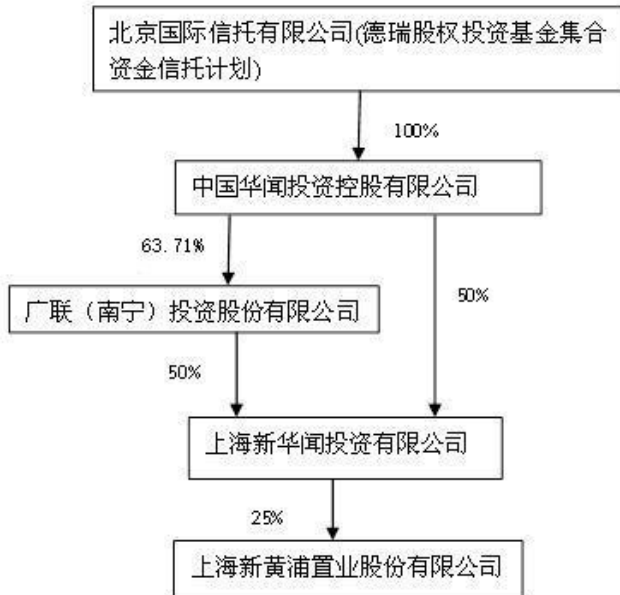 北京国际信托有限公司(德瑞股权投资基金集合
资金信托计划)
100%
中国华闻投资控股有限公司
63.71%
广联（南宁）投资股份有限公司
50%
50%
上海新华闻投资有限公司
25%
上海新黄浦置业股份有限公司